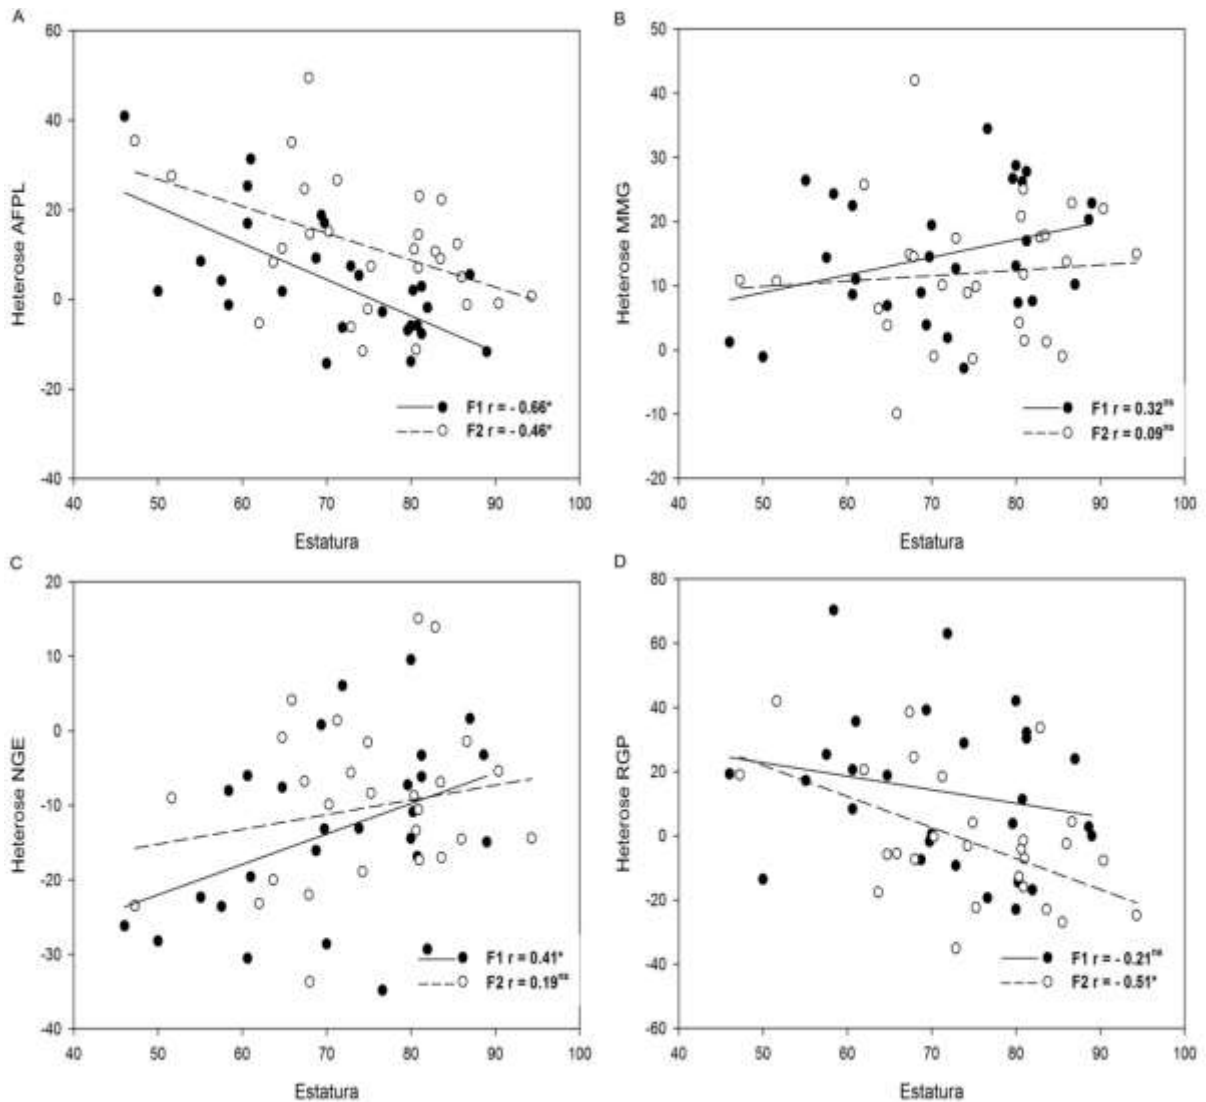 A
60
40
20
0
-20
-40
Heterose AFPL
40 50 60 70 80 90 100
Estatura
F1 r = - 0.66*
F2 r = - 0.46*
B
50
40
30
20
10
0
-10
-20
Heterose MMG
40 50 60 70 80 90 100
Estatura
F1 r = 0.32ns
F2 r = 0.09ns
C
20
10
0
-10
-20
-30
-40
Heterose NGE
40 50 60 70 80 90 100
Estatura
F1 r = 0.41*
F2 r = 0.19ns
D
80
60
40
20
0
-20
-40
-60
Heterose RGP
40 50 60 70 80 90 100
Estatura
F1 r = - 0.21ns
F2 r = - 0.51*